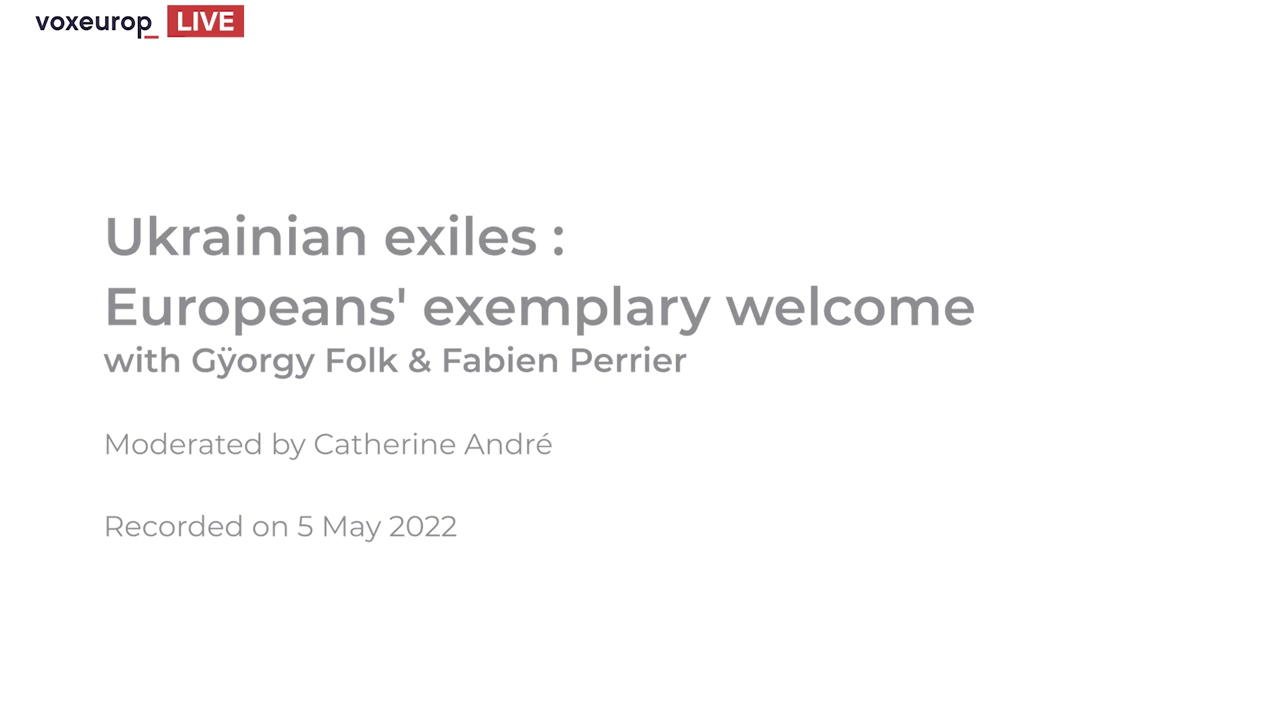 voxeurop_ LIVE
Ukrainian exiles :
Europeans' exemplary welcome
with Gÿorgy Folk & Fabien Perrier
Moderated by Catherine André
Recorded on 5 May 2022